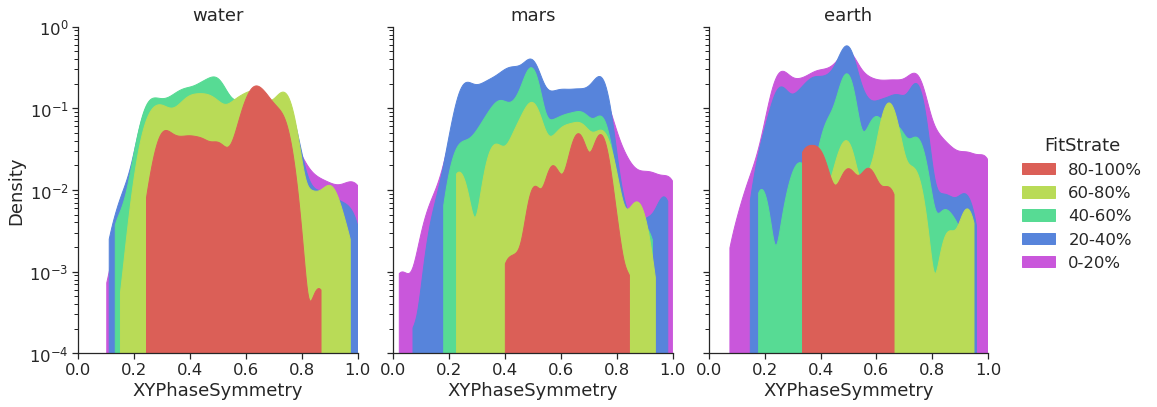 water
mars
earth
10⁰
10⁻¹
10⁻²
10⁻³
10⁻⁴
Density
0.0 0.2 0.4 0.6 0.8 1.0
0.0 0.2 0.4 0.6 0.8 1.0
0.0 0.2 0.4 0.6 0.8 1.0
XYPhaseSymmetry
XYPhaseSymmetry
XYPhaseSymmetry
FitStrate
80-100%
60-80%
40-60%
20-40%
0-20%